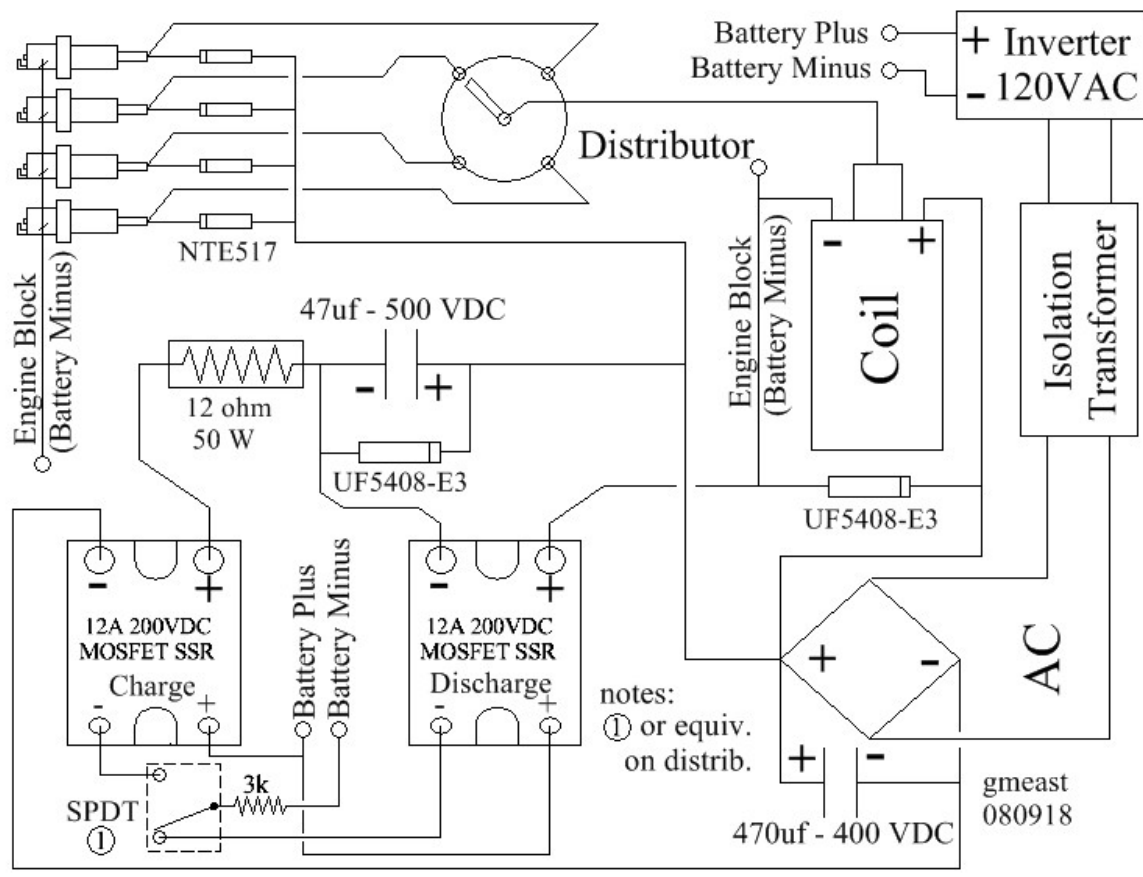 Battery Plus
Battery Minus
+ Inverter
- 120VAC
Distributor
NTE517
Engine Block
(Battery Minus)
47uf - 500 VDC
- +
12 ohm
50 W
UF5408-E3
Engine Block
(Battery Minus)
- +
Coil
Isolation
Transformer
UF5408-E3
- +
12A 200VDC
MOSFET SSR
Charge
- +
Battery Plus
Battery Minus
- +
12A 200VDC
MOSFET SSR
Discharge
- +
+ -
AC
notes:
① or equiv.
on distrib.
+ -
470uf - 400 VDC
gmeast
080918
3k
SPDT
①